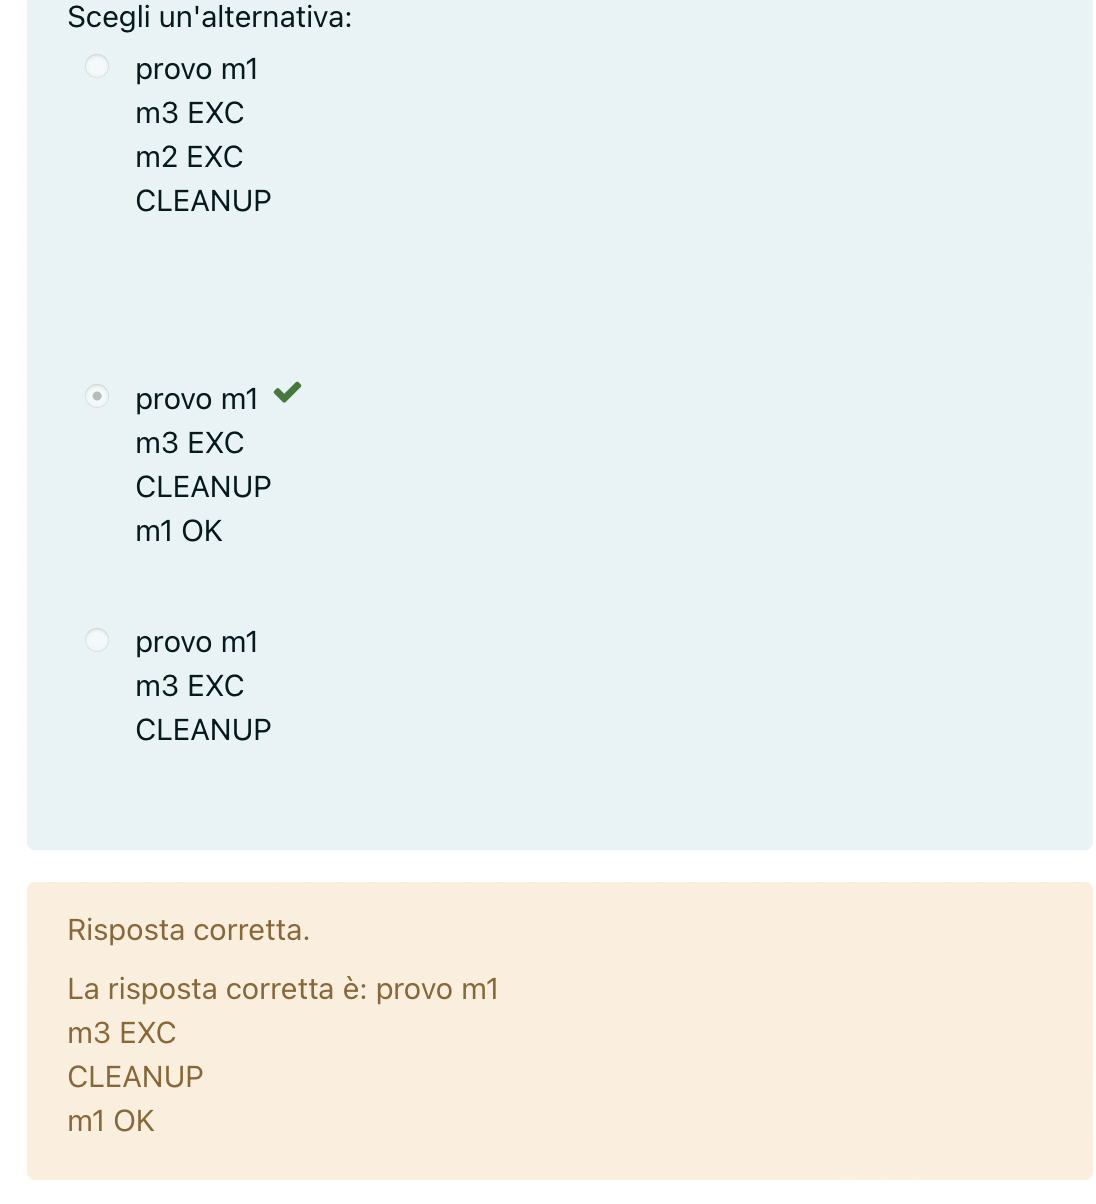 Scegli un'alternativa:
provo m1
m3 EXC
m2 EXC
CLEANUP
provo m1
m3 EXC
CLEANUP
m1 OK
provo m1
m3 EXC
CLEANUP
Risposta corretta.
La risposta corretta è: provo m1
m3 EXC
CLEANUP
m1 OK